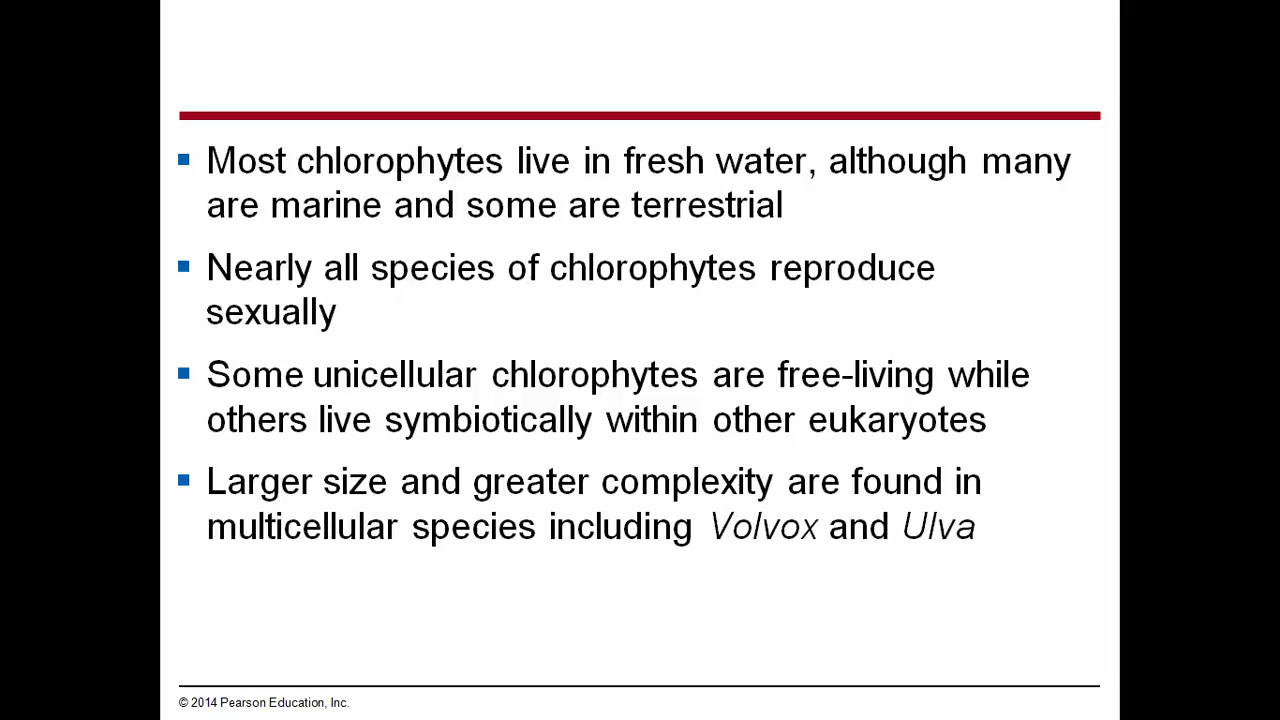 Most chlorophytes live in fresh water, although many
are marine and some are terrestrial
Nearly all species of chlorophytes reproduce
sexually
Some unicellular chlorophytes are free-living while
others live symbiotically within other eukaryotes
Larger size and greater complexity are found in
multicellular species including Volvox and Ulva
© 2014 Pearson Education, Inc.